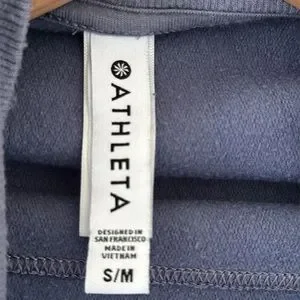 ATHLETA
DESIGNED IN
SAN FRANCISCO
MADE IN
VIETNAM
S/M